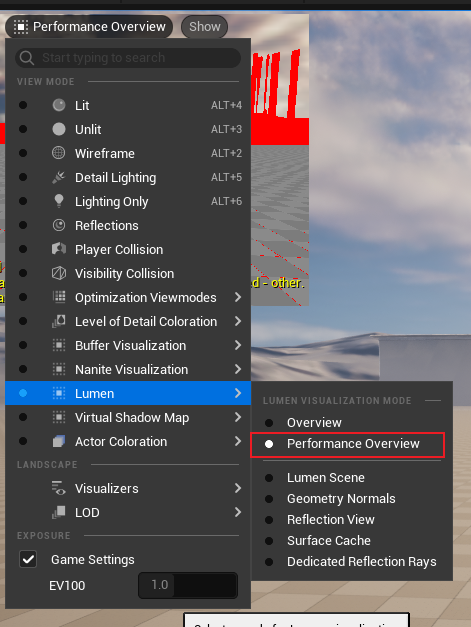 Performance Overview Show
Start typing to search
VIEW MODE
Lit ALT+4
Unlit ALT+3
Wireframe ALT+2
Detail Lighting ALT+5
Lighting Only ALT+6
Reflections
Player Collision
Visibility Collision
d - other.
Optimization Viewmodes
Level of Detail Coloration
Buffer Visualization
Nanite Visualization
Lumen
Virtual Shadow Map
Actor Coloration
LANDSCAPE
Visualizers
LOD
EXPOSURE
Game Settings
EV100 1.0
LUMEN VISUALIZATION MODE
Overview
Performance Overview
Lumen Scene
Geometry Normals
Reflection View
Surface Cache
Dedicated Reflection Rays